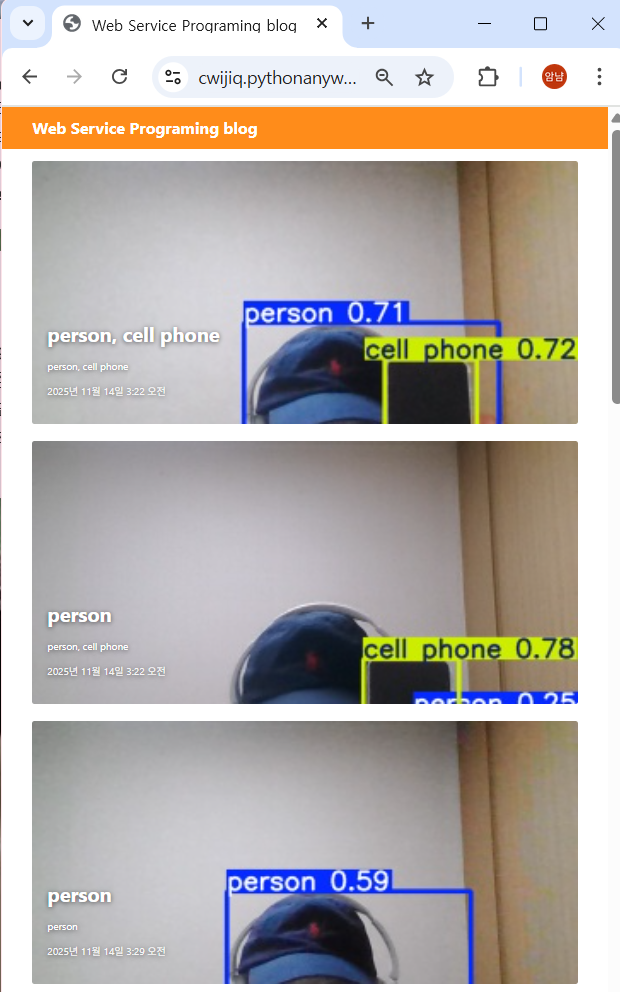 Web Service Programing blog
cwijiq.pythonanyw...
암냥
Web Service Programing blog
person 0.71
cell phone 0.72
person, cell phone
person, cell phone
2025년 11월 14일 3:22 오전
cell phone 0.78
person 0.25
person
person, cell phone
2025년 11월 14일 3:22 오전
person 0.59
person
person
2025년 11월 14일 3:29 오전